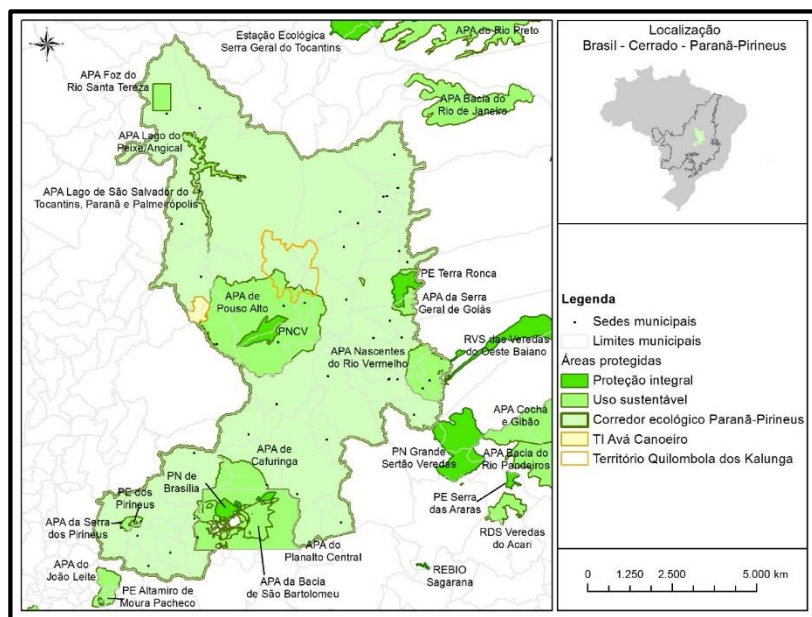 Estação Ecológica
Serra Geral do Tocantins
APA do Rio Preto
APA Foz do
Rio Santa Tereza
APA Bacia do
Rio de Janeiro
APA Lago do
Peixe/Angical
APA Lago de São Salvador do
Tocantins, Paranã e Palmerópolis
PE Terra Ronca
APA de
Pouso Alto
APA da Serra
Geral de Goiás
PNCV
RVS das Veredas
do Oeste Baiano
APA Nascentes
do Rio Vermelho
APA Cochá
e Gibão
APA de
Cafuringa
PN Grande
Sertão Veredas
APA Bacia do
Rio Pandeiros
PN de
Brasília
PE dos
Pirineus
PE Serra
das Araras
APA da Serra
dos Pirineus
RDS Veredas
do Acari
APA do
Planalto Central
APA do
João Leite
APA da Bacia
de São Bartolomeu
REBIO
Sagarana
PE Altamiro de
Moura Pacheco
Localização
Brasil - Cerrado - Paranã-Pirineus
Legenda
Sedes municipais
Limites municipais
Áreas protegidas
Proteção integral
Uso sustentável
Corredor ecológico Paranã-Pirineus
TI Avá Canoeiro
Território Quilombola dos Kalunga
0 1.250 2.500 5.000 km